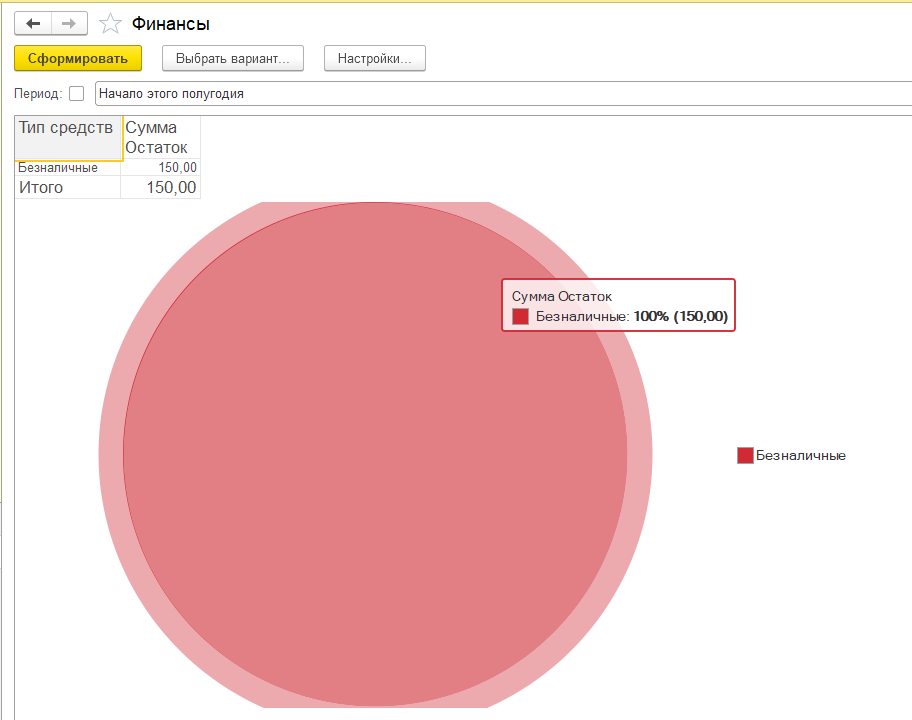 Финансы
Сформировать
Выбрать вариант...
Настройки...
Период:
Начало этого полугодия
Тип средств
Сумма
Остаток
Безналичные
150,00
Итого
150,00
Сумма Остаток
Безналичные: 100% (150,00)
Безналичные